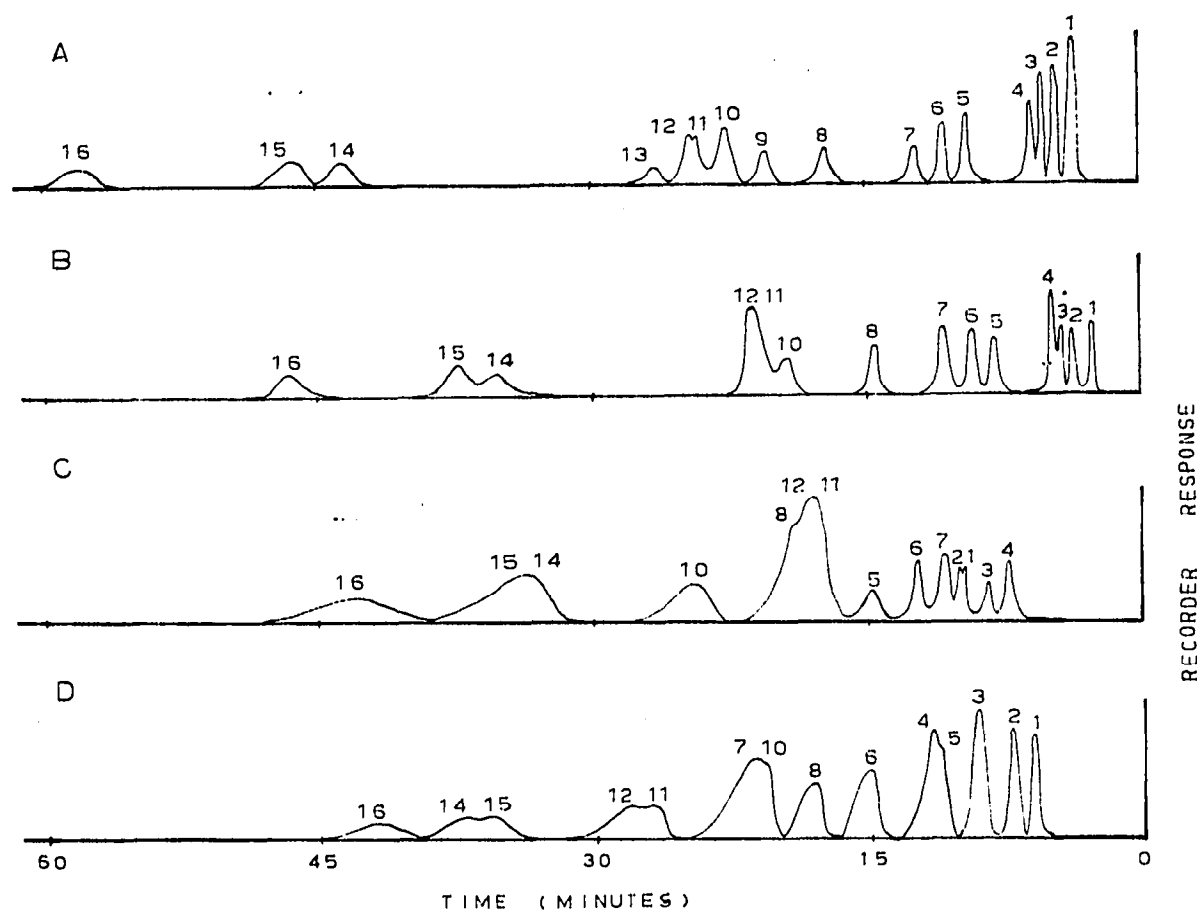 A
16 15 14 13 12 11 10 9 8 7 6 5 4 3 2 1
B
16 15 14 12 11 10 8 7 6 5 4 3 2 1
C
16 15 14 10 8 12 11 5 6 7 2 1 3 4
D
16 14 15 12 11 7 10 8 6 4 5 3 2 1
60 45 30 15 0
TIME (MINUTES)
RECORDER RESPONSE